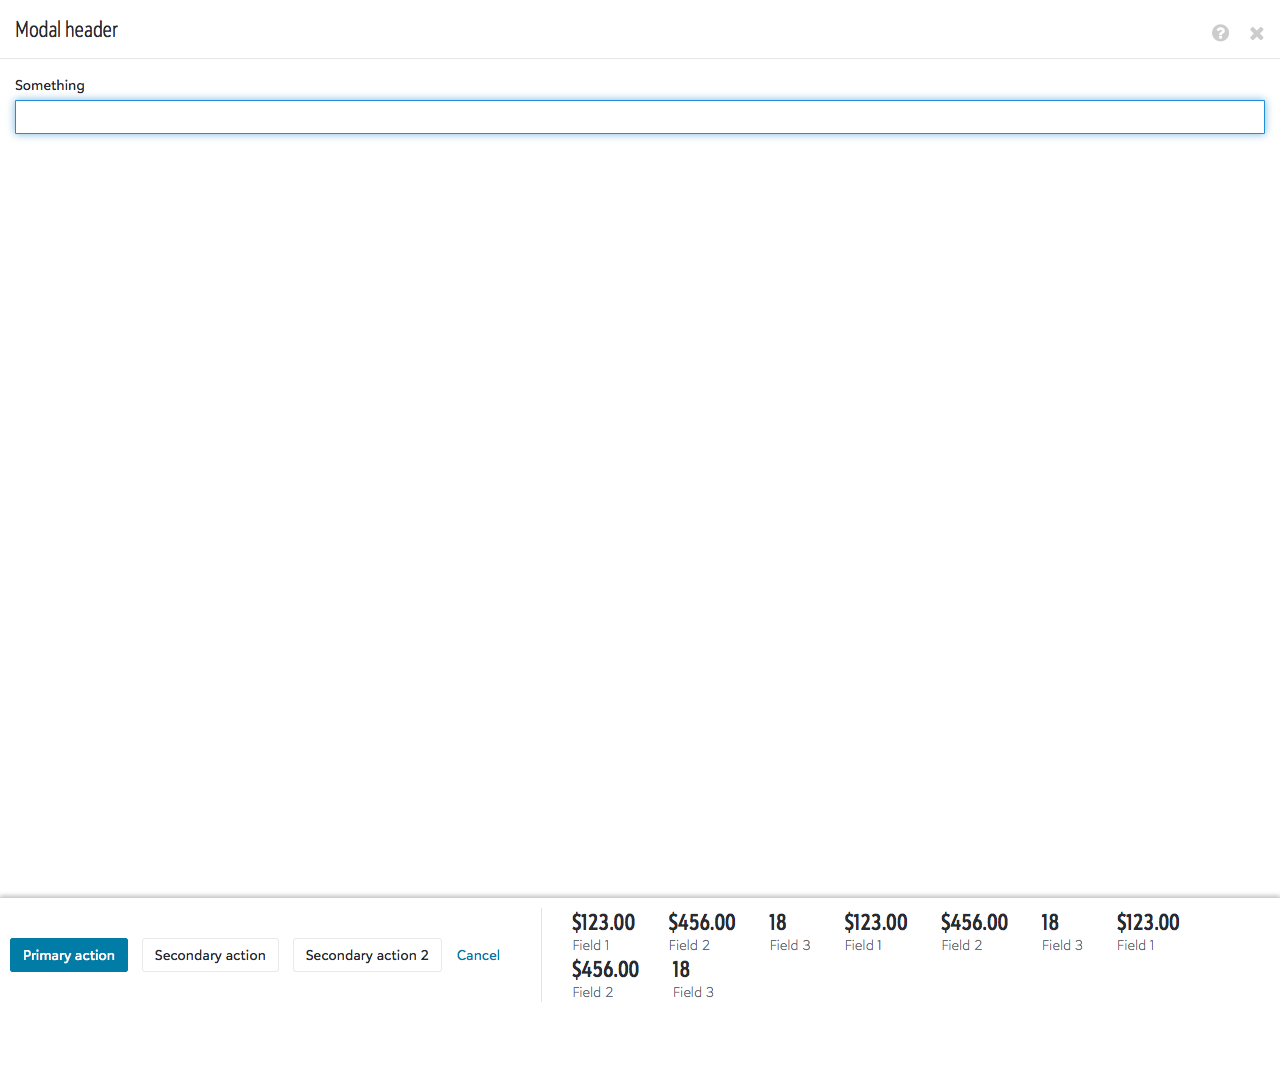 Modal header
Something
$123.00 $456.00 18 $123.00 $456.00 18 $123.00
Field 1 Field 2 Field 3 Field 1 Field 2 Field 3 Field 1
Primary action Secondary action Secondary action 2 Cancel
$456.00 18
Field 2 Field 3